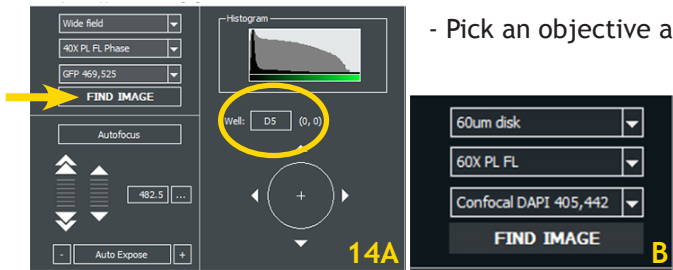 Wide field
40X PL FL Phase
GFP 469,525
FIND IMAGE
Autofocus
482.5 ...
- Auto Expose +
Histogram
Well: D5 (0, 0)
14A
- Pick an objective a
60um disk
60X PL FL
Confocal DAPI 405,442
FIND IMAGE
B